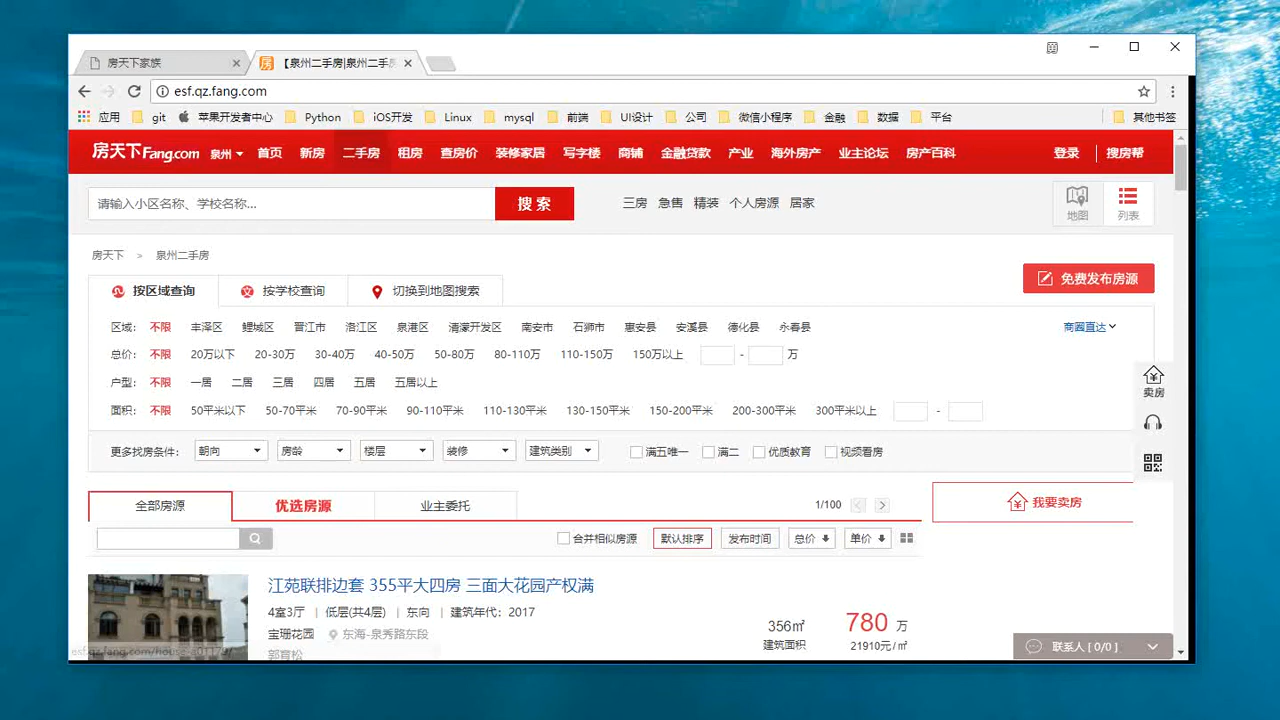 房天下家族
【泉州二手房|泉州二手房
esf.qz.fang.com
应用 git 苹果开发者中心 Python iOS开发 Linux mysql 前端 UI设计 公司 微信小程序 金融 数据 平台 其他书签
房天下Fang.com 泉州 首页 新房 二手房 租房 查房价 装修家居 写字楼 商铺 金融贷款 产业 海外房产 业主论坛 房产百科 登录 搜房帮
请输入小区名称、学校名称... 搜索 三房 急售 精装 个人房源 居家 地图 列表
房天下 > 泉州二手房
免费发布房源
按区域查询 按学校查询 切换到地图搜索
区域: 不限 丰泽区 鲤城区 晋江市 洛江区 泉港区 清濛开发区 南安市 石狮市 惠安县 安溪县 德化县 永春县 商圈直达
总价: 不限 20万以下 20-30万 30-40万 40-50万 50-80万 80-110万 110-150万 150万以上 - 万
户型: 不限 一居 二居 三居 四居 五居 五居以上
卖房
面积: 不限 50平米以下 50-70平米 70-90平米 90-110平米 110-130平米 130-150平米 150-200平米 200-300平米 300平米以上 -
更多找房条件: 朝向 房龄 楼层 装修 建筑类别 满五唯一 满二 优质教育 视频看房
全部房源 优选房源 业主委托 1/100 < > 我要卖房
合并相似房源 默认排序 发布时间 总价 单价
江苑联排边套 355平大四房 三面大花园产权满
4室3厅 | 低层(共4层) | 东向 | 建筑年代: 2017
宝珊花园 东海-泉秀路东段
356㎡ 780 万
建筑面积 21910元/㎡
郭育松
联系人 [ 0/0 ]